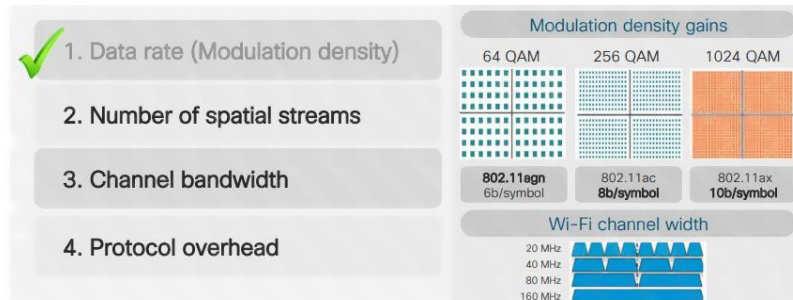 1. Data rate (Modulation density)
2. Number of spatial streams
3. Channel bandwidth
4. Protocol overhead
Modulation density gains
64 QAM 256 QAM 1024 QAM
802.11agn 802.11ac 802.11ax
6b/symbol 8b/symbol 10b/symbol
Wi-Fi channel width
20 MHz
40 MHz
80 MHz
160 MHz